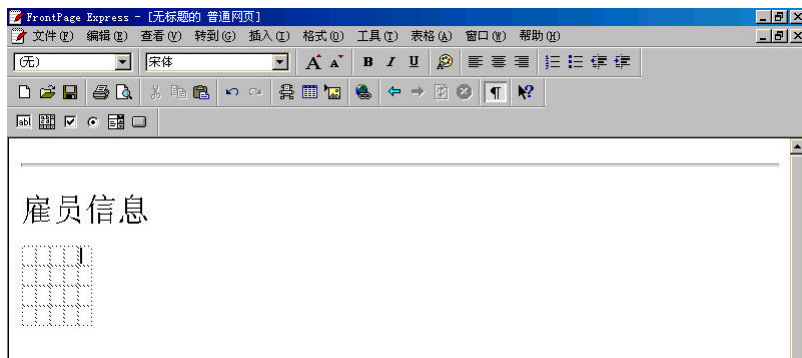 FrontPage Express - [无标题的 普通网页]
文件(F) 编辑(E) 查看(V) 转到(G) 插入(I) 格式(O) 工具(T) 表格(A) 窗口(W) 帮助(H)
(无) 宋体 A A B I U
abl
雇员信息